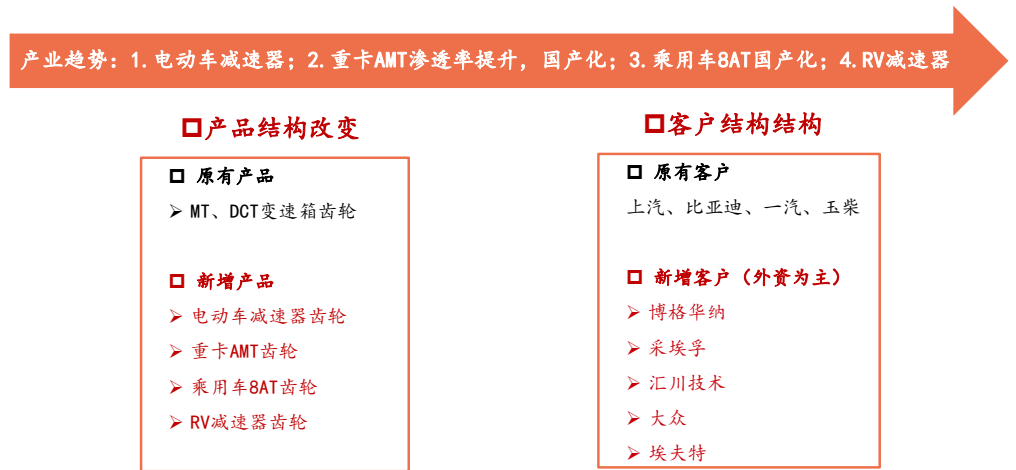 产业趋势：1.电动车减速器；2.重卡AMT渗透率提升，国产化；3.乘用车8AT国产化；4.RV减速器
产品结构改变
原有产品
MT、DCT变速箱齿轮
新增产品
电动车减速器齿轮
重卡AMT齿轮
乘用车8AT齿轮
RV减速器齿轮
客户结构结构
原有客户
上汽、比亚迪、一汽、玉柴
新增客户（外资为主）
博格华纳
采埃孚
汇川技术
大众
埃夫特